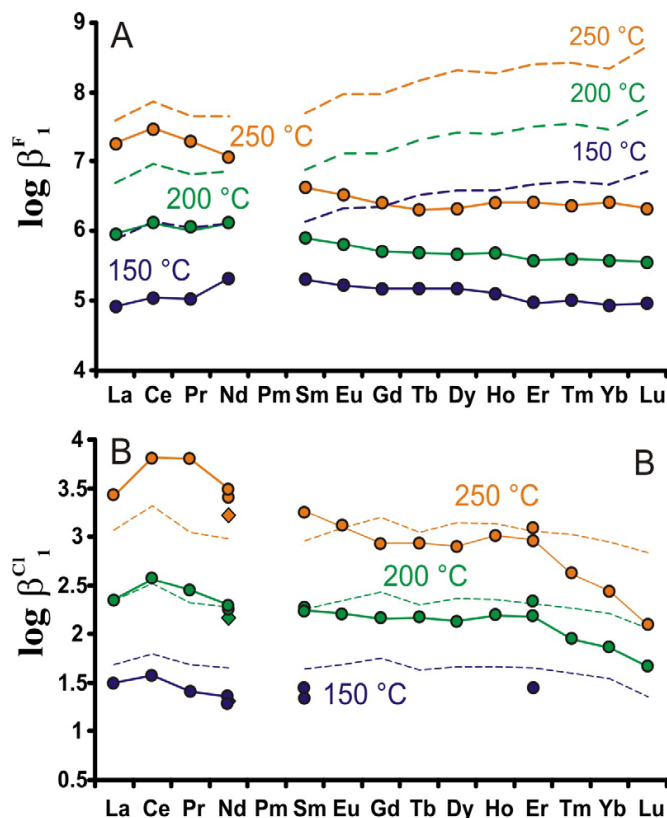 A
9
8
7
6
5
4
log β^F_1
250 °C
200 °C
150 °C
250 °C
200 °C
150 °C
La Ce Pr Nd Pm Sm Eu Gd Tb Dy Ho Er Tm Yb Lu
B
B
4
3.5
3
2.5
2
1.5
1
0.5
log β^Cl_1
250 °C
200 °C
150 °C
La Ce Pr Nd Pm Sm Eu Gd Tb Dy Ho Er Tm Yb Lu